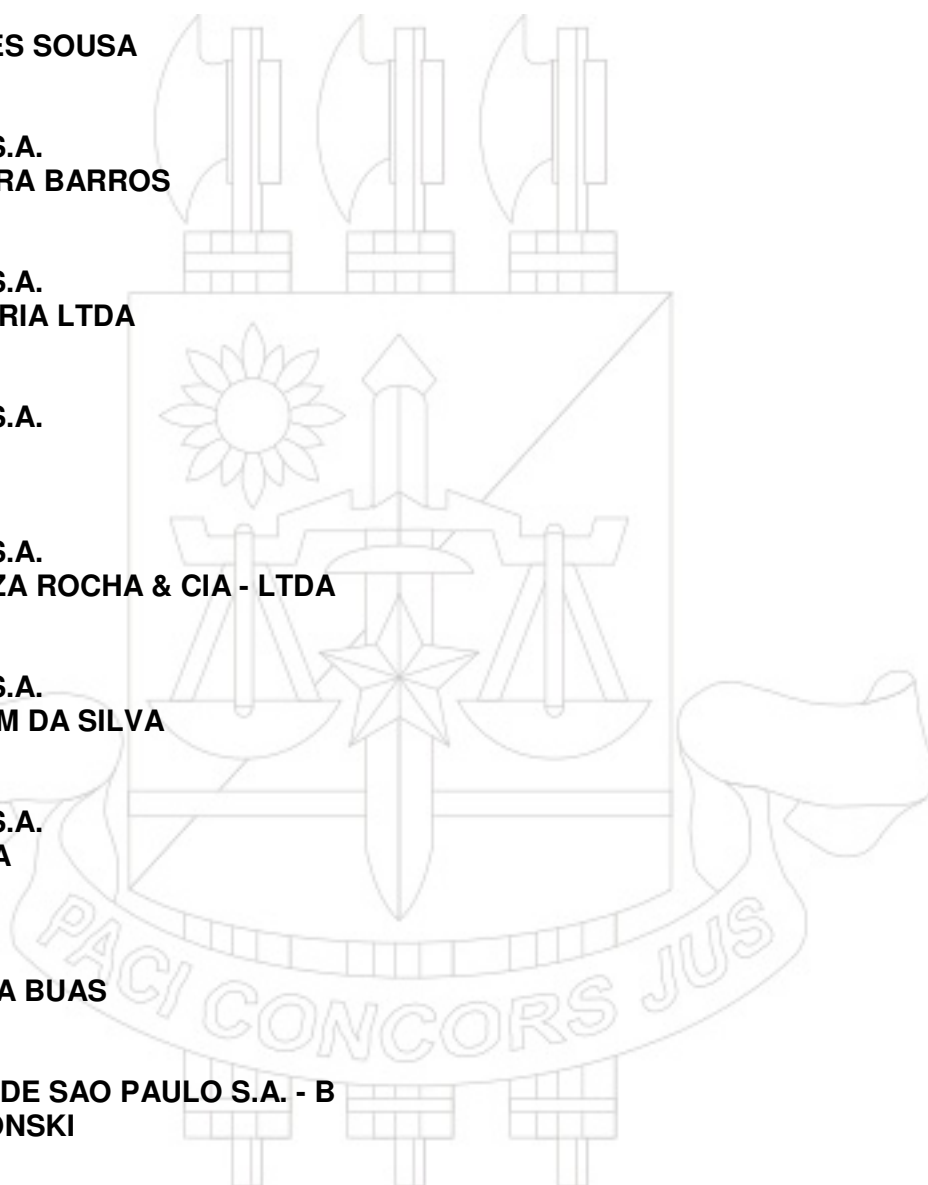 ES SOUSA
S.A.
RA BARROS
S.A.
RIA LTDA
S.A.
S.A.
ZA ROCHA & CIA - LTDA
S.A.
M DA SILVA
S.A.
A
A BUAS
DE SAO PAULO S.A. - B
ONSKI
PACI CONCORS JUS